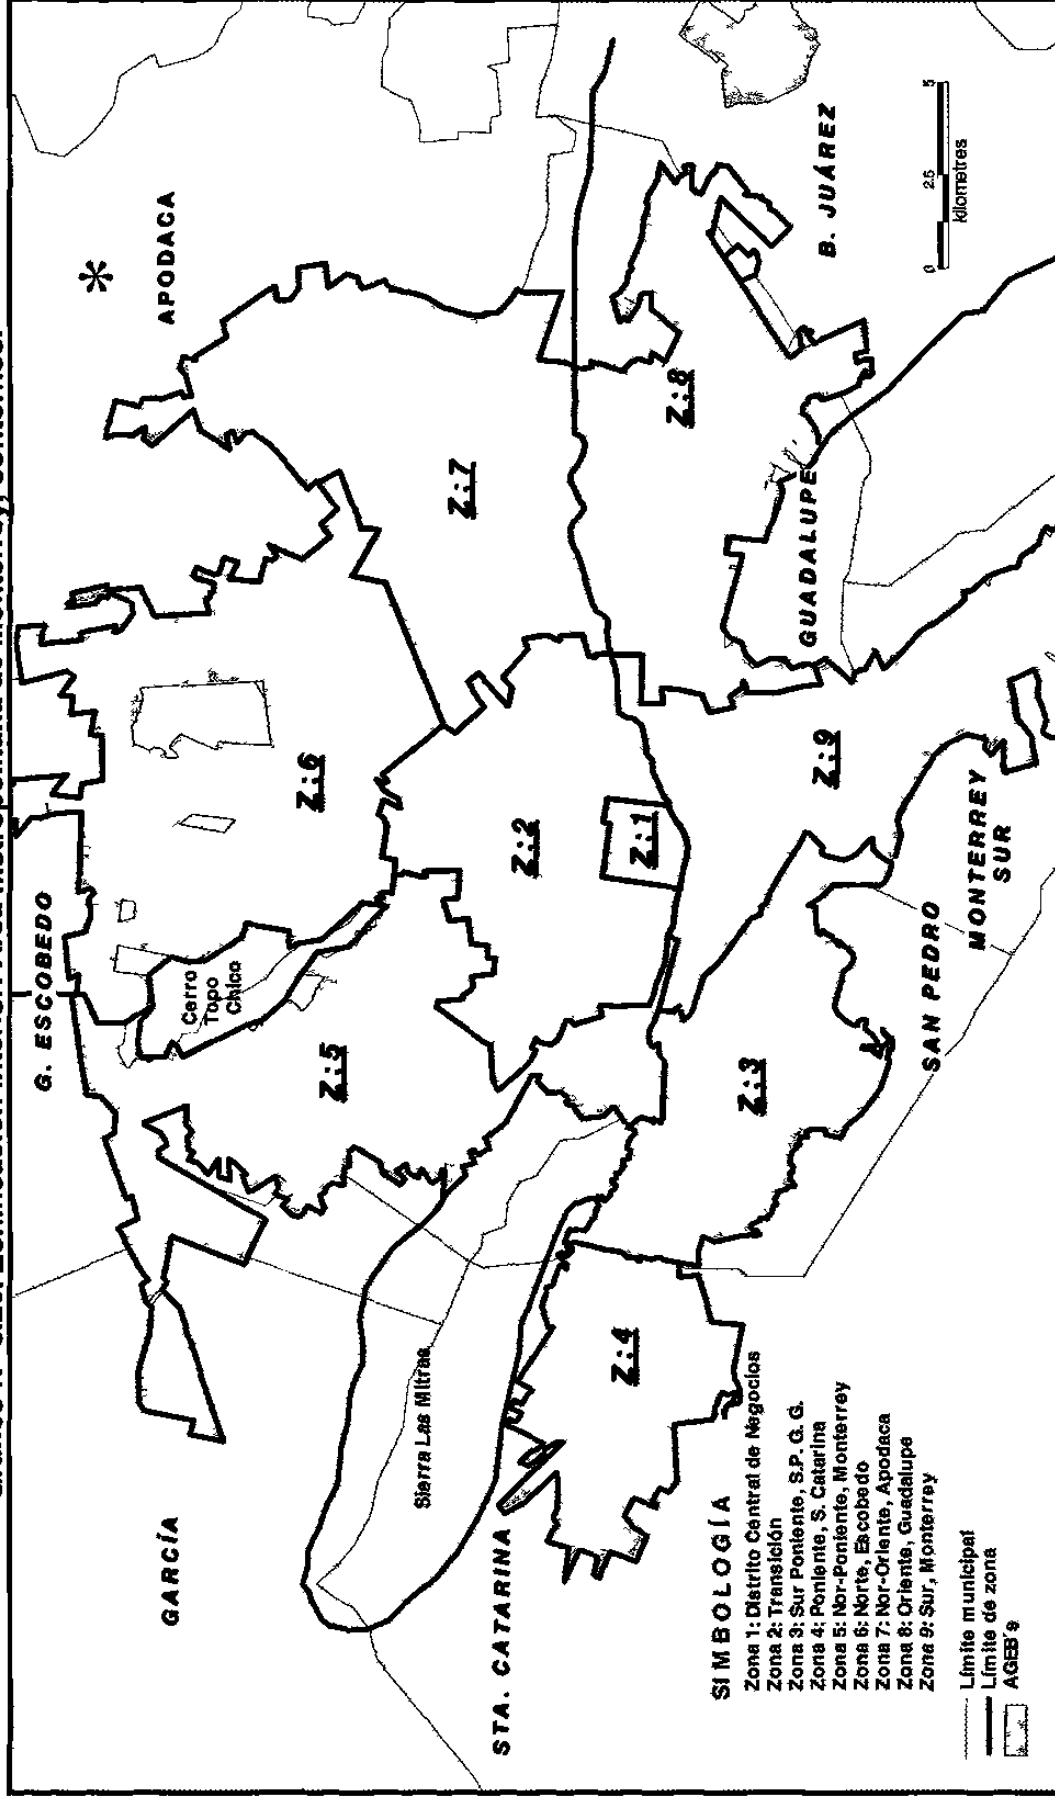 G. ESCOBEDO
APODACA
*
GARCÍA
Cerro
Topo
Chico
Z:6
Z:5
Z:7
Sierra Las Mitras
Z:2
STA. CATARINA
Z:1
Z:8
Z:4
Z:3
Z:9
GUADALUPE
B. JUÁREZ
SAN PEDRO
MONTERREY
SUR
0 2.5 5
kilometres
SIMBOLOGÍA
Zona 1: Distrito Central de Negocios
Zona 2: Transición
Zona 3: Sur Poniente, S.P. G. G.
Zona 4: Poniente, S. Catarina
Zona 5: Nor-Poniente, Monterrey
Zona 6: Norte, Escobedo
Zona 7: Nor-Oriente, Apodaca
Zona 8: Oriente, Guadalupe
Zona 9: Sur, Monterrey
Límite municipal
Límite de zona
AGEB's